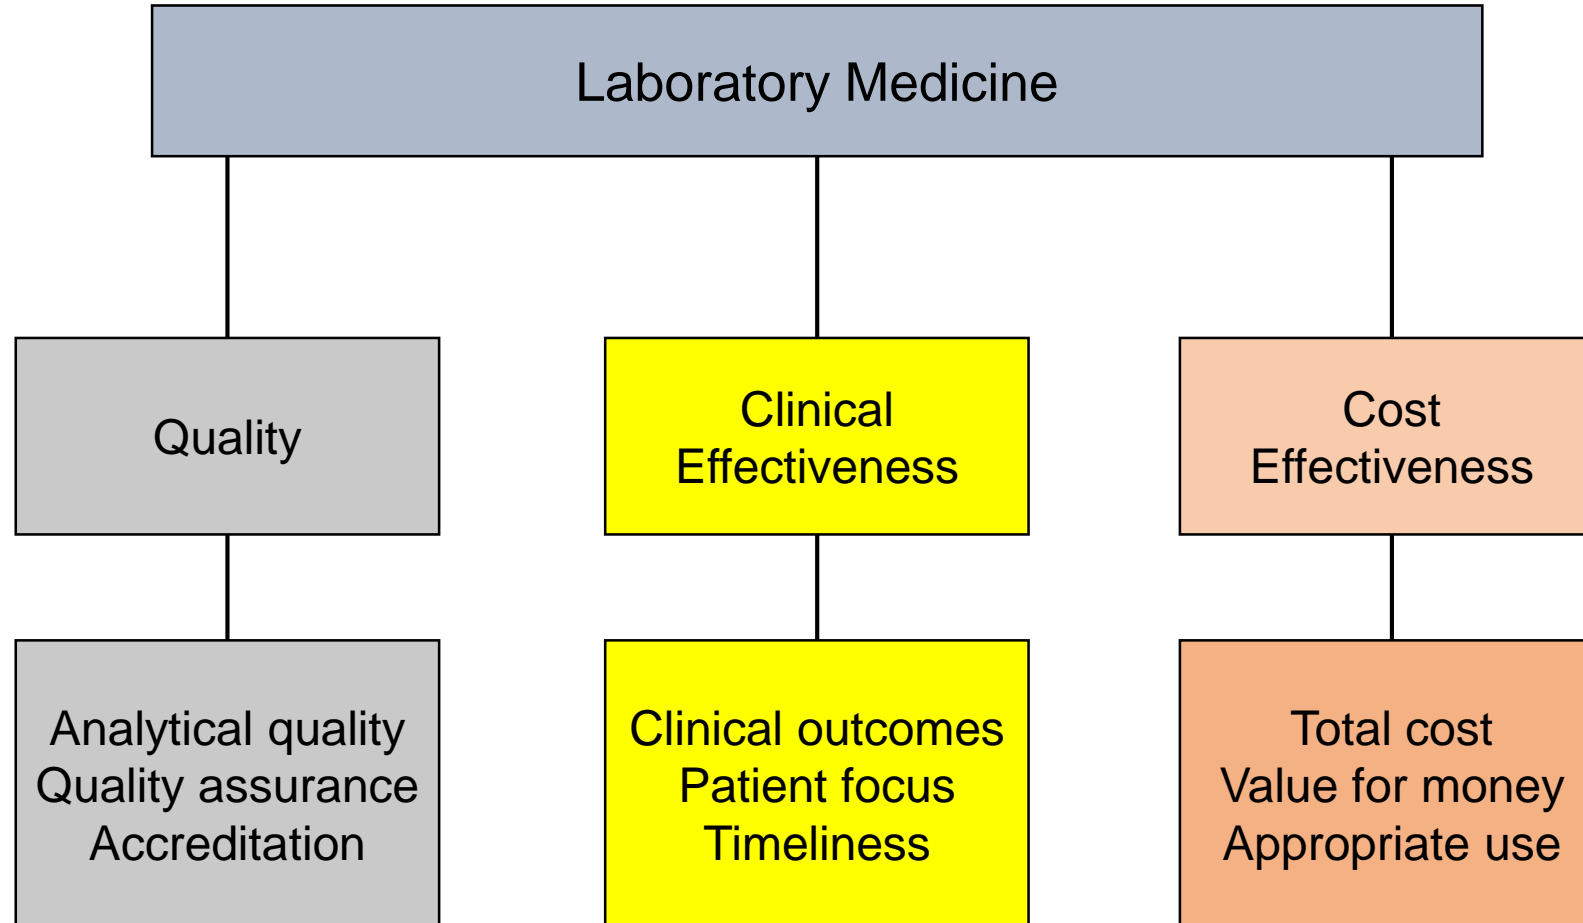 Laboratory Medicine
Quality
Clinical
Effectiveness
Cost
Effectiveness
Analytical quality
Quality assurance
Accreditation
Clinical outcomes
Patient focus
Timeliness
Total cost
Value for money
Appropriate use